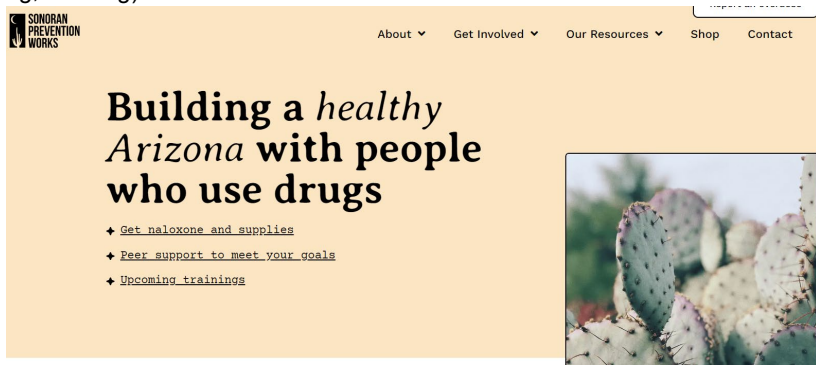 SONORAN
PREVENTION
WORKS
About
Get Involved
Our Resources
Shop
Contact
Building a healthy
Arizona with people
who use drugs
Get naloxone and supplies
Peer support to meet your goals
Upcoming trainings